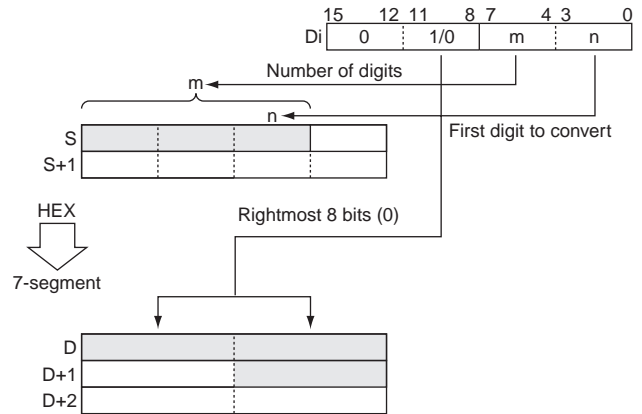 15 12 11 8 7 4 3 0
Di 0 1/0 m n
Number of digits
m
n
First digit to convert
S
S+1
Rightmost 8 bits (0)
HEX
7-segment
D
D+1
D+2